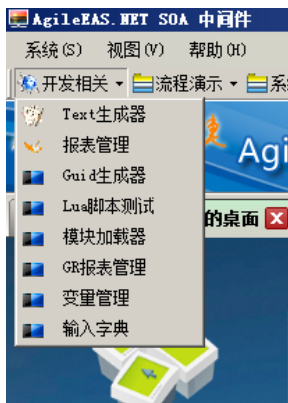 AgileEAS.NET SOA 中间件
系统(S) 视图(V) 帮助(H)
开发相关 流程演示 系
Text生成器
报表管理
Guid生成器
Lua脚本测试
模块加载器
GR报表管理
变量管理
输入字典
捷 Agi
的桌面